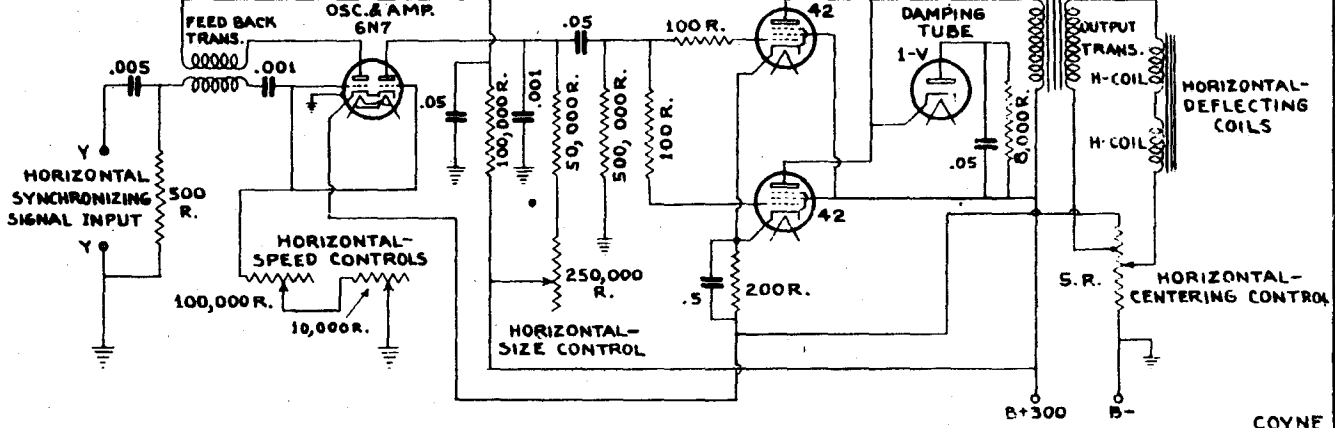 FEED BACK
TRANS.
OSC. & AMP.
6N7
.05
100 R.
42
DAMPING
TUBE
1-V
OUTPUT
TRANS.
H-COIL
H-COIL
HORIZONTAL-
DEFLECTING
COILS
.005
.001
.05
100,000 R.
.001
50,000 R.
500,000 R.
100 R.
.05
8,000 R.
Y
HORIZONTAL
SYNCHRONIZING
SIGNAL INPUT
Y
500
R.
42
HORIZONTAL-
SPEED CONTROLS
100,000 R.
10,000 R.
250,000
R.
HORIZONTAL-
SIZE CONTROL
.5
200 R.
5. R.
HORIZONTAL-
CENTERING CONTROL
B+300
B-
COYNE